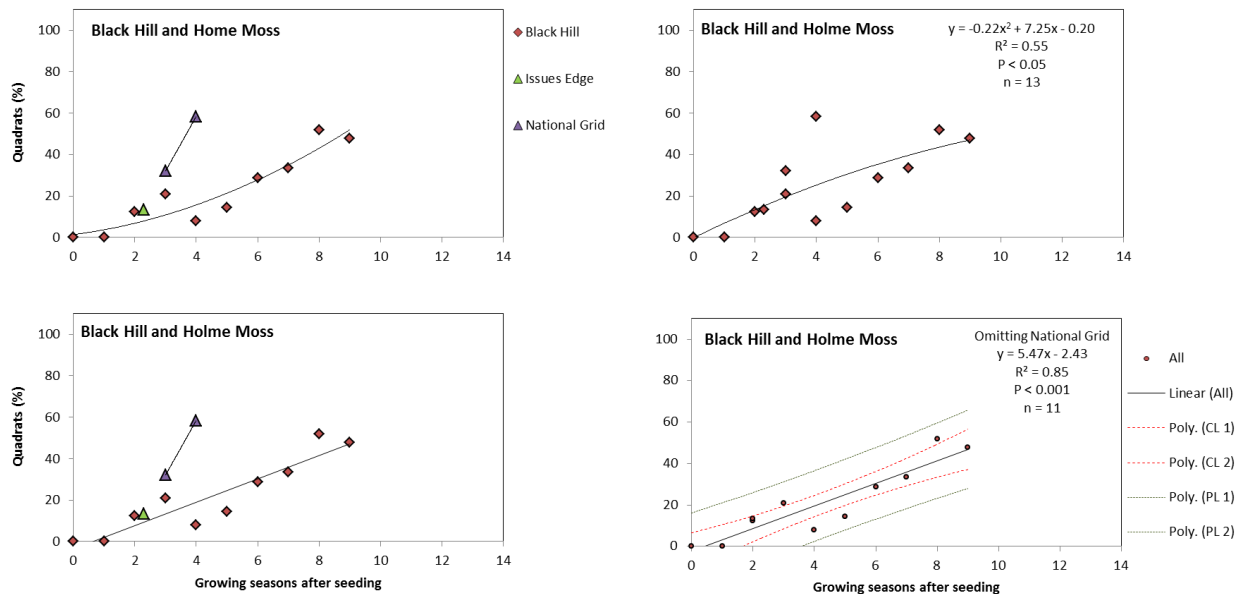 Black Hill and Home Moss
Quadrats (%)
100
80
60
40
20
0
0 2 4 6 8 10 12 14
Black Hill
Issues Edge
National Grid
Black Hill and Holme Moss
y = -0.22x² + 7.25x - 0.20
R² = 0.55
P < 0.05
n = 13
100
80
60
40
20
0
0 2 4 6 8 10 12 14
Black Hill and Holme Moss
Quadrats (%)
100
80
60
40
20
0
0 2 4 6 8 10 12 14
Growing seasons after seeding
Black Hill and Holme Moss
Omitting National Grid
y = 5.47x - 2.43
R² = 0.85
P < 0.001
n = 11
100
80
60
40
20
0
0 2 4 6 8 10 12 14
Growing seasons after seeding
All
Linear (All)
Poly. (CL 1)
Poly. (CL 2)
Poly. (PL 1)
Poly. (PL 2)